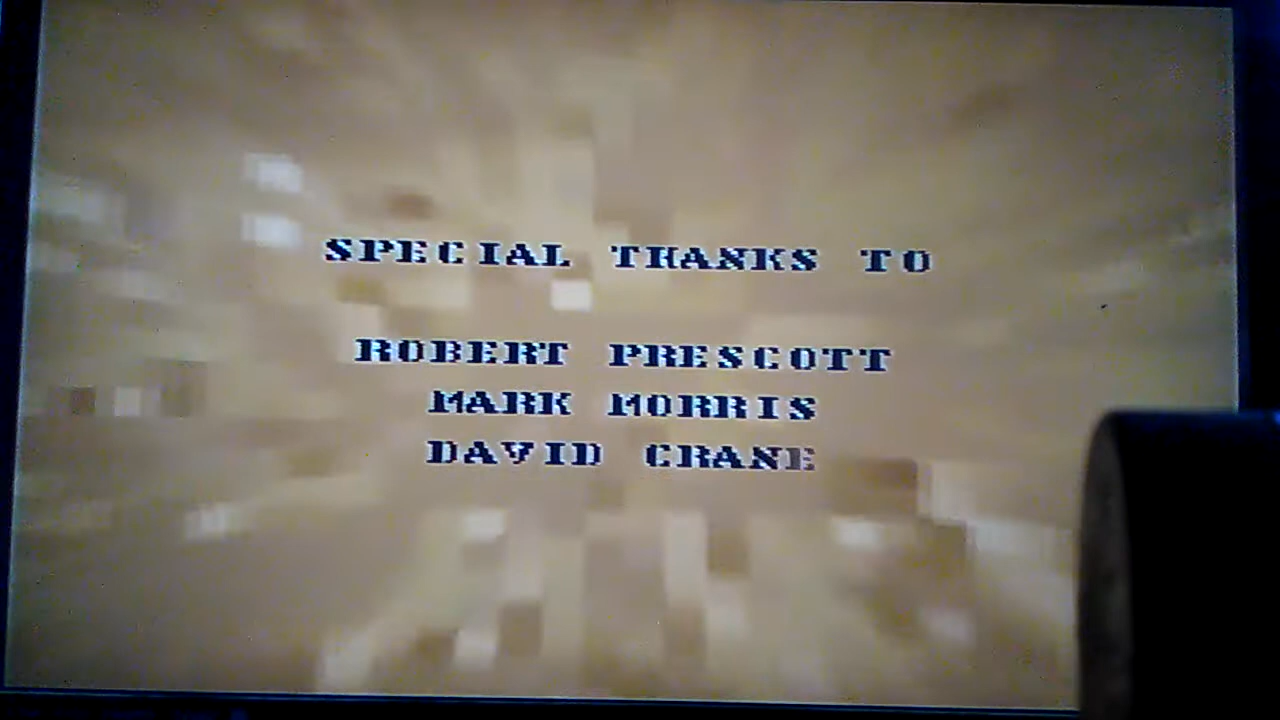 SPECIAL THANKS TO
ROBERT PRESCOTT
MARK MORRIS
DAVID CRANE